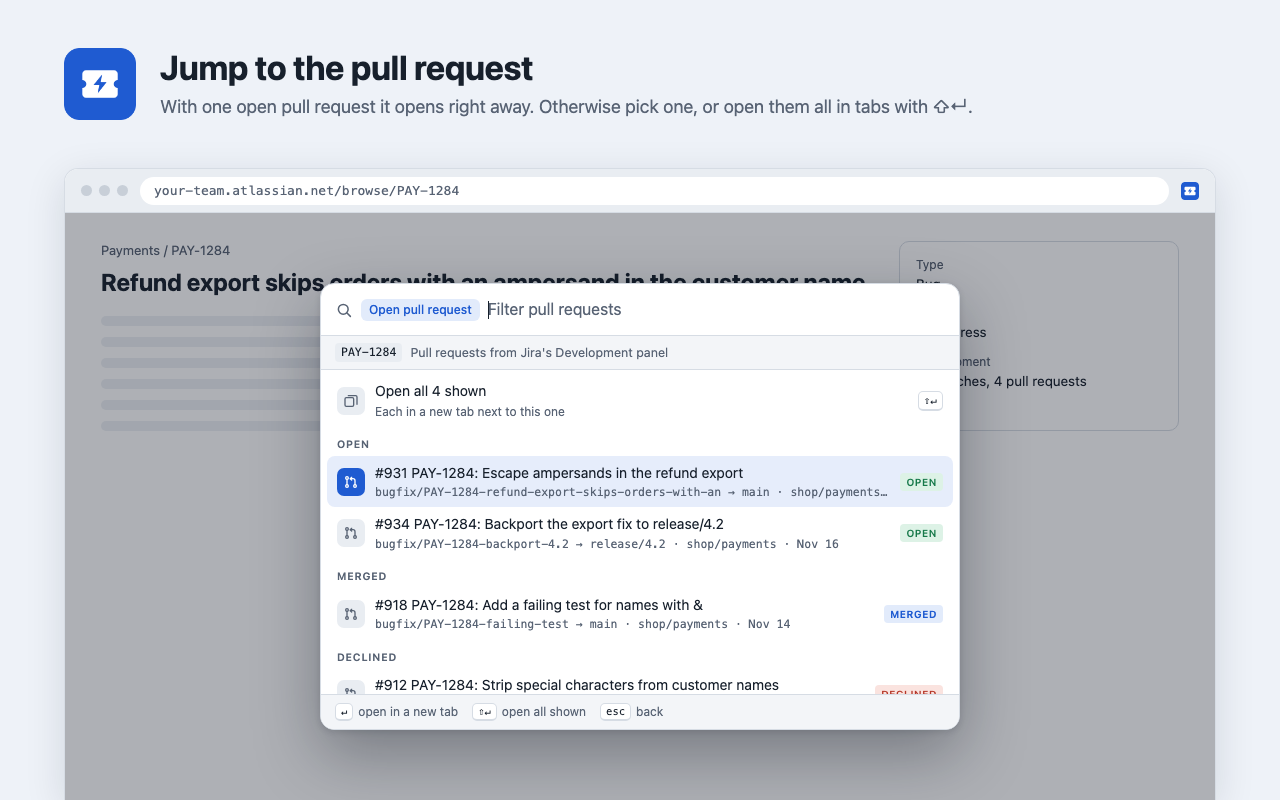 Jump to the pull request
With one open pull request it opens right away. Otherwise pick one, or open them all in tabs with ⇧↵.
your-team.atlassian.net/browse/PAY-1284
Payments / PAY-1284
Refund export skips orders with an ampersand in the customer name
Type
Open pull request
Filter pull requests
PAY-1284 Pull requests from Jira's Development panel
ches, 4 pull requests
Open all 4 shown
Each in a new tab next to this one
⇧↵
OPEN
#931 PAY-1284: Escape ampersands in the refund export
bugfix/PAY-1284-refund-export-skips-orders-with-an → main · shop/payments…
OPEN
#934 PAY-1284: Backport the export fix to release/4.2
bugfix/PAY-1284-backport-4.2 → release/4.2 · shop/payments · Nov 16
OPEN
MERGED
#918 PAY-1284: Add a failing test for names with &
bugfix/PAY-1284-failing-test → main · shop/payments · Nov 14
MERGED
DECLINED
#912 PAY-1284: Strip special characters from customer names
DECLINED
↵ open in a new tab ⇧↵ open all shown esc back